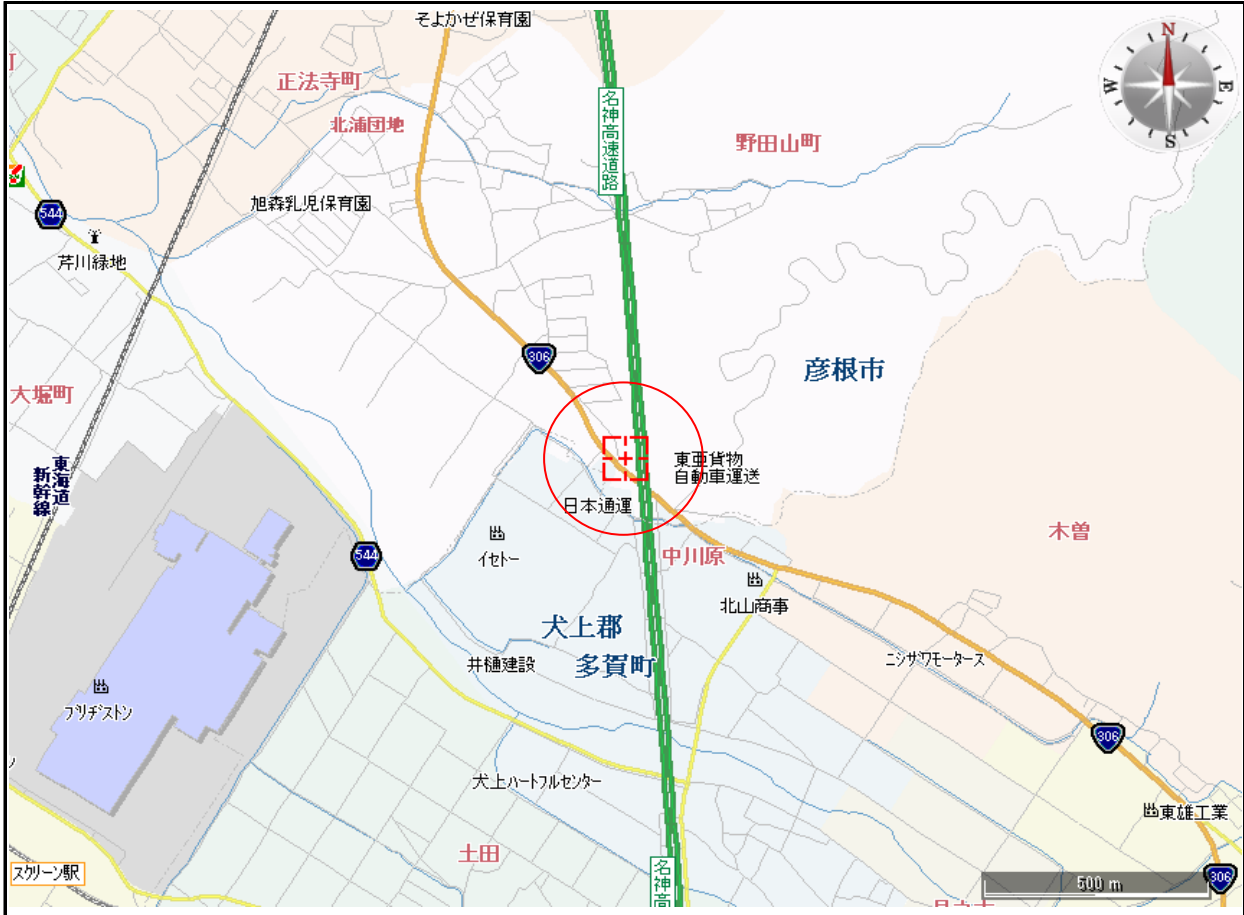 そよかぜ保育園
N
W
E
S
正法寺町
北浦団地
名神高速道路
野田山町
旭森乳児保育園
544
芹川緑地
306
彦根市
大堀町
東海道
新幹線
東亜貨物
自動車運送
日本通運
イセトー
544
中川原
木曽
北山商事
犬上郡
多賀町
井樋建設
ニシザワモータース
ブリヂストン
306
犬上ハートフルセンター
東雄工業
土田
スクリーン駅
名神高
500 m
306